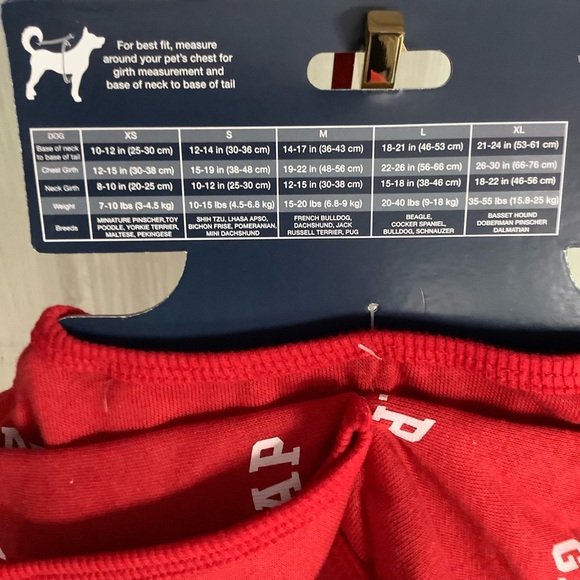 For best fit, measure
around your pet's chest for
girth measurement and
base of neck to base of tail
DOG XS S M L XL
Base of neck
to base of tail 10-12 in (25-30 cm) 12-14 in (30-36 cm) 14-17 in (36-43 cm) 18-21 in (46-53 cm) 21-24 in (53-61 cm)
Chest Girth 12-15 in (30-38 cm) 15-19 in (38-48 cm) 19-22 in (48-56 cm) 22-26 in (56-66 cm) 26-30 in (66-76 cm)
Neck Girth 8-10 in (20-25 cm) 10-12 in (25-30 cm) 12-15 in (30-38 cm) 15-18 in (38-46 cm) 18-22 in (46-56 cm)
Weight 7-10 lbs (3-4.5 kg) 10-15 lbs (4.5-6.8 kg) 15-20 lbs (6.8-9 kg) 20-40 lbs (9-18 kg) 35-55 lbs (15.8-25 kg)
Breeds
MINIATURE PINSCHER,TOY
POODLE, YORKIE TERRIER,
MALTESE, PEKINGESE
SHIH TZU, LHASA APSO,
BICHON FRISE, POMERANIAN,
MINI DACHSHUND
FRENCH BULLDOG,
DACHSHUND, JACK
RUSSELL TERRIER, PUG
BEAGLE,
COCKER SPANIEL,
BULLDOG, SCHNAUZER
BASSET HOUND
DOBERMAN PINSCHER
DALMATIAN
AP
P
G